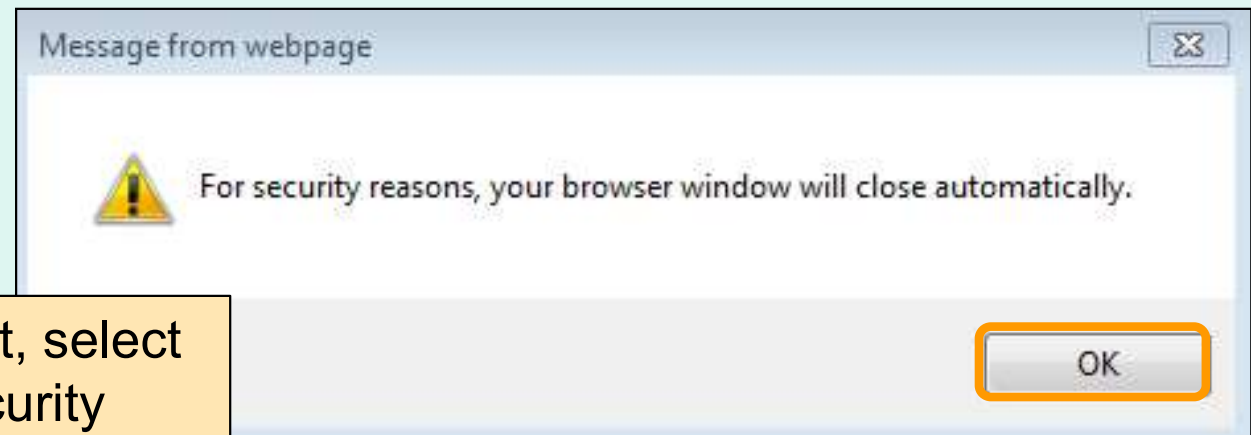 Message from webpage
For security reasons, your browser window will close automatically.
t, select
curity
OK